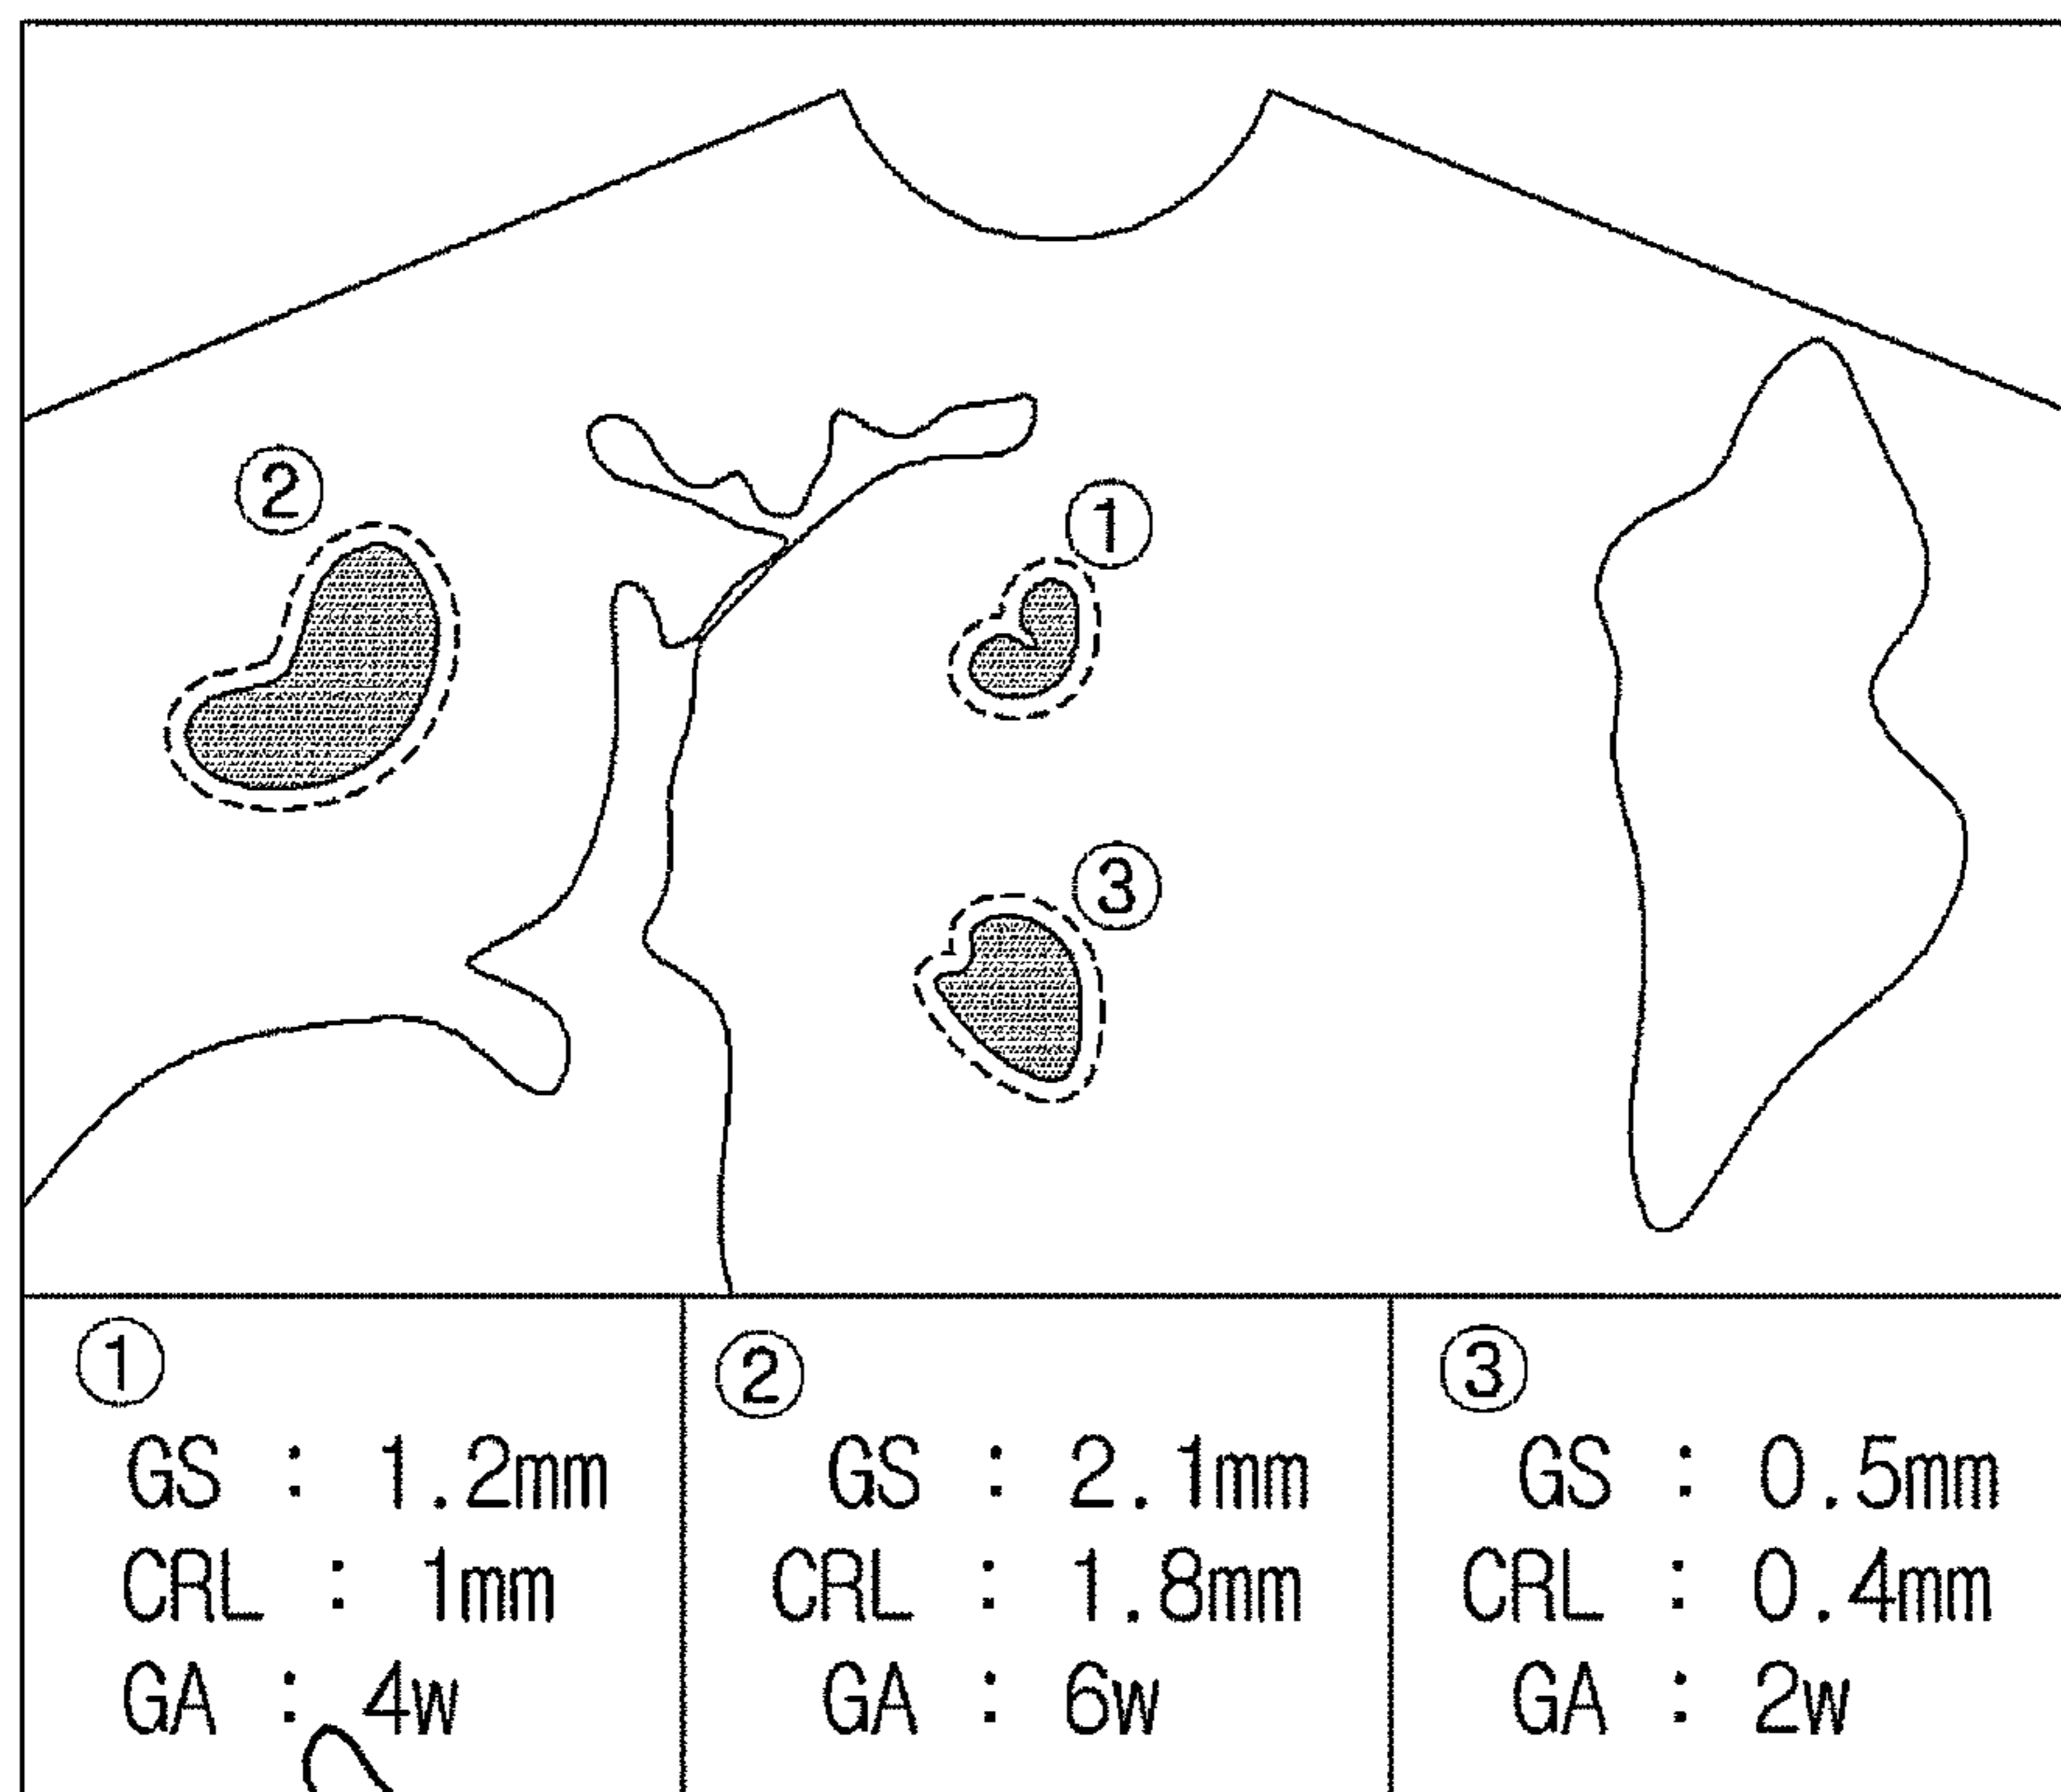 ②
①
③
①
GS : 1.2mm
CRL : 1mm
GA : 4w
②
GS : 2.1mm
CRL : 1.8mm
GA : 6w
③
GS : 0.5mm
CRL : 0.4mm
GA : 2w